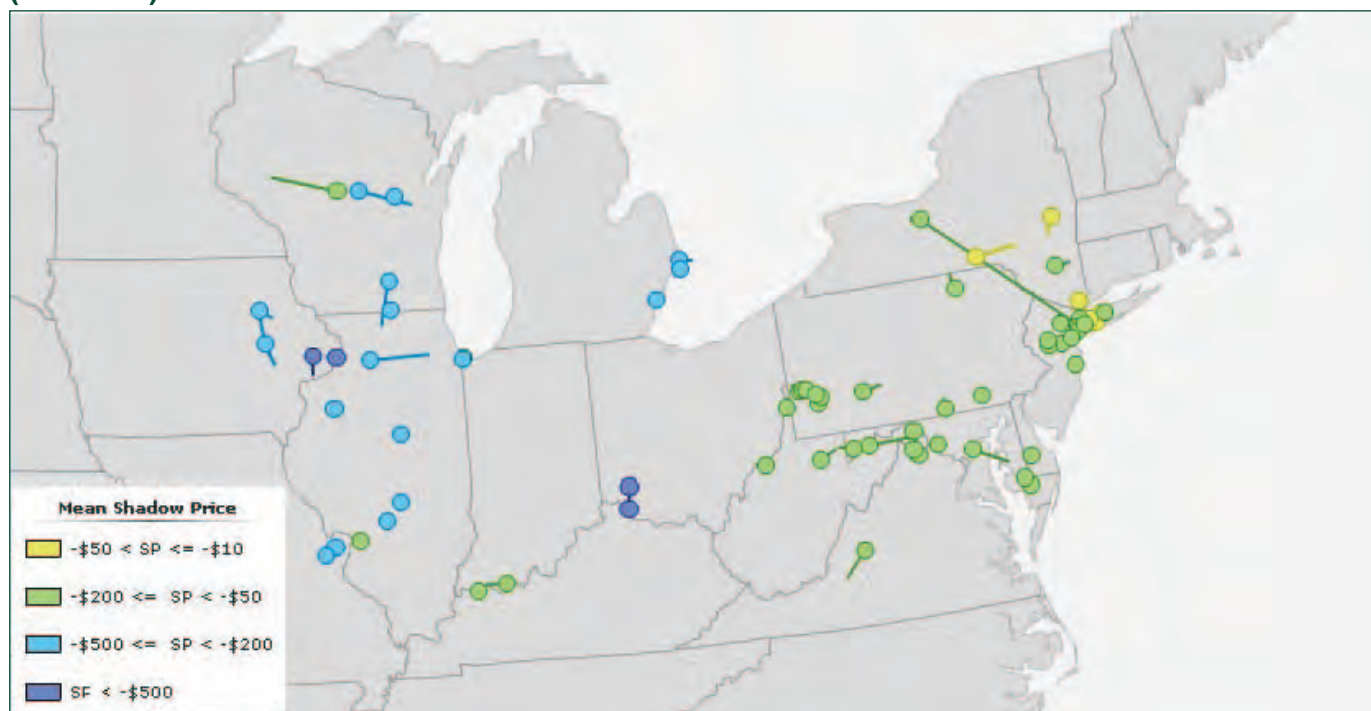 Mean Shadow Price
-$50 < SP <= -$10
-$200 <= SP < -$50
-$500 <= SP < -$200
SF < -$500